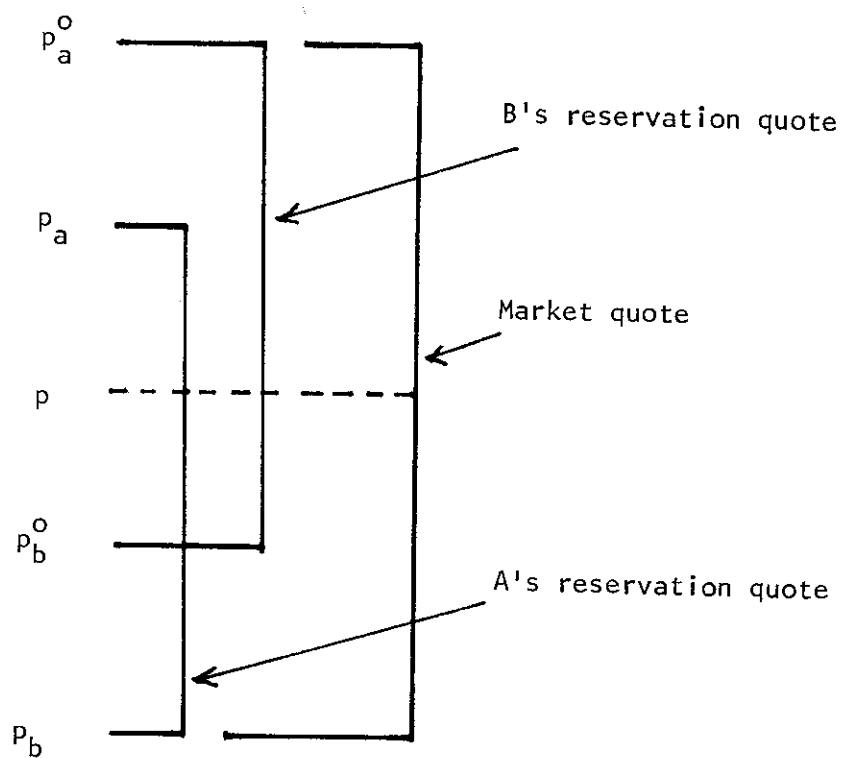 p_a^o
B's reservation quote
p_a
Market quote
p
p_b^o
A's reservation quote
p_b